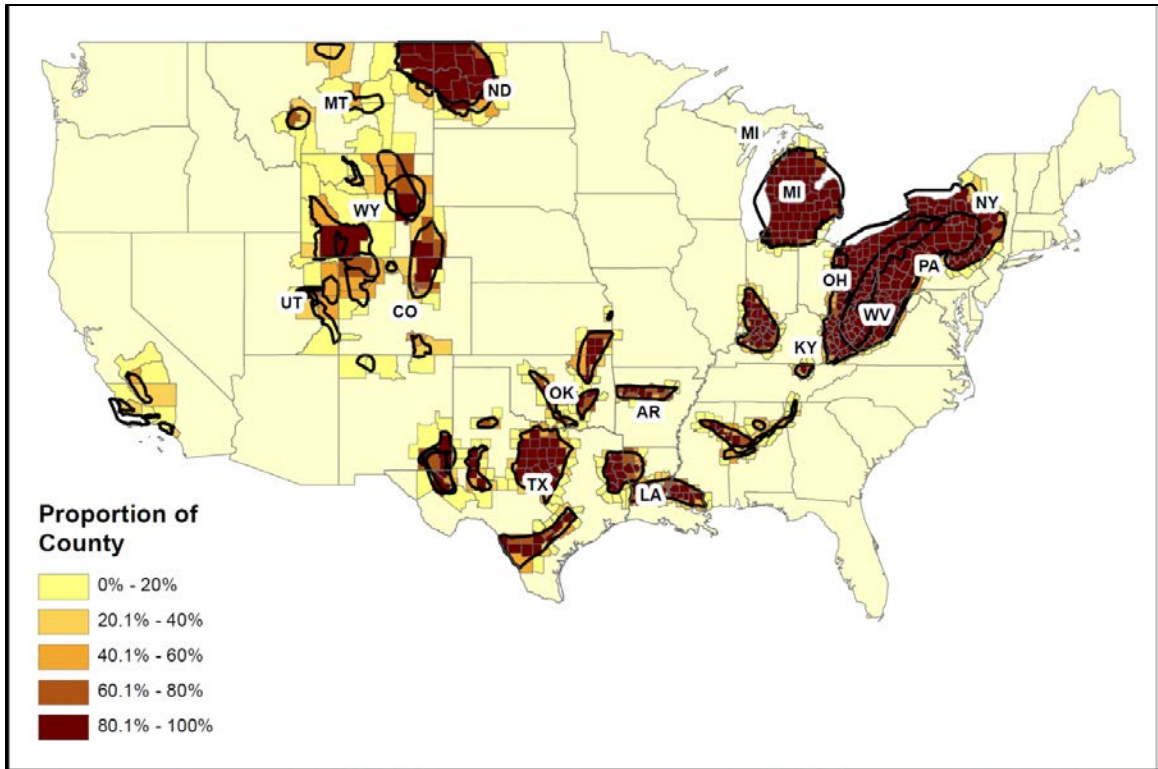 ND
MT
MI
MI
WY
NY
PA
OH
UT
WV
CO
KY
OK
AR
TX
LA
Proportion of
County
0% - 20%
20.1% - 40%
40.1% - 60%
60.1% - 80%
80.1% - 100%